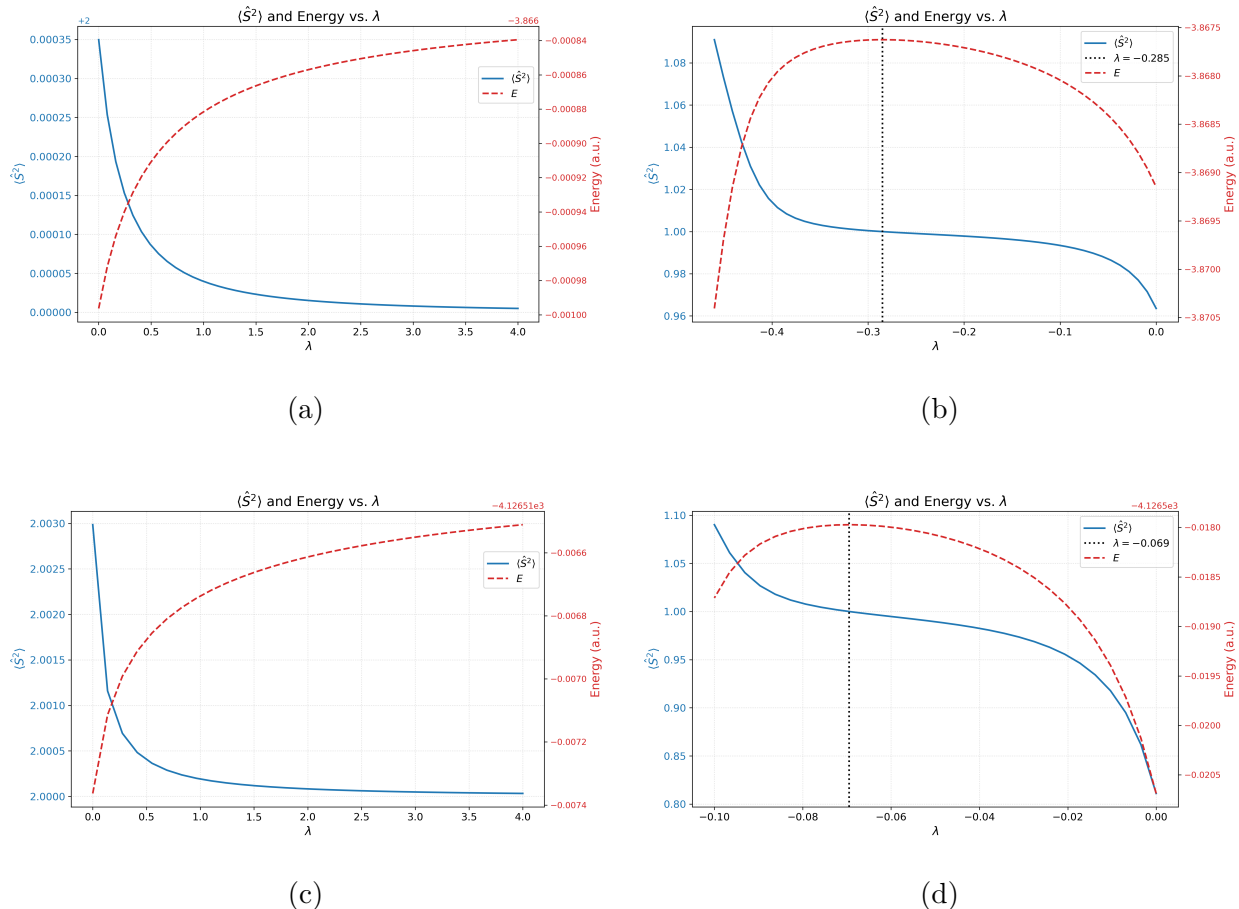 ⟨Ŝ²⟩ and Energy vs. λ
+2
−3.866
0.00035
0.00030
0.00025
0.00020
0.00015
0.00010
0.00005
0.00000
⟨Ŝ²⟩
⟨Ŝ²⟩
E
−0.00084
−0.00086
−0.00088
−0.00090
−0.00092
−0.00094
−0.00096
−0.00098
−0.00100
Energy (a.u.)
0.0 0.5 1.0 1.5 2.0 2.5 3.0 3.5 4.0
λ
(a)
⟨Ŝ²⟩ and Energy vs. λ
1.08
1.06
1.04
1.02
1.00
0.98
0.96
⟨Ŝ²⟩
⟨Ŝ²⟩
λ = −0.285
E
−3.8675
−3.8680
−3.8685
−3.8690
−3.8695
−3.8700
−3.8705
Energy (a.u.)
−0.4 −0.3 −0.2 −0.1 0.0
λ
(b)
⟨Ŝ²⟩ and Energy vs. λ
−4.12651e3
2.0030
2.0025
2.0020
2.0015
2.0010
2.0005
2.0000
⟨Ŝ²⟩
⟨Ŝ²⟩
E
−0.0066
−0.0068
−0.0070
−0.0072
−0.0074
Energy (a.u.)
0.0 0.5 1.0 1.5 2.0 2.5 3.0 3.5 4.0
λ
(c)
⟨Ŝ²⟩ and Energy vs. λ
−4.1265e3
1.10
1.05
1.00
0.95
0.90
0.85
0.80
⟨Ŝ²⟩
⟨Ŝ²⟩
λ = −0.069
E
−0.0180
−0.0185
−0.0190
−0.0195
−0.0200
−0.0205
Energy (a.u.)
−0.10 −0.08 −0.06 −0.04 −0.02 0.00
λ
(d)